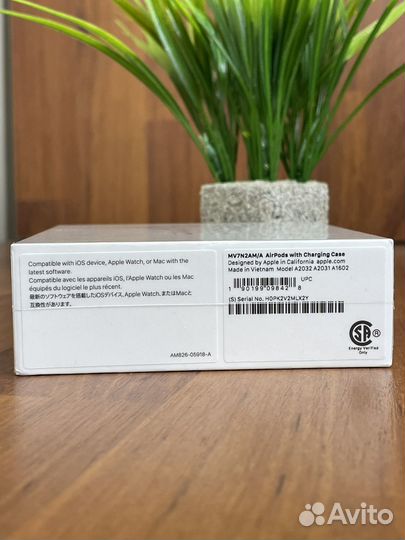 Compatible with iOS device, Apple Watch, or Mac with the
latest software.
Compatible avec les appareils iOS, l'Apple Watch ou les Mac
équipés du logiciel le plus récent.
最新のソフトウェアを搭載したiOSデバイス、Apple Watch、またはMacと
互換性があります。
AM826-05918-A
MV7N2AM/A AirPods with Charging Case
Designed by Apple in California apple.com
Made in Vietnam Model A2032 A2031 A1602
UPC
1 90199 09842 8
(S) Serial No. H0PK2V2MLX2Y
Energy Verified
Only
Avito